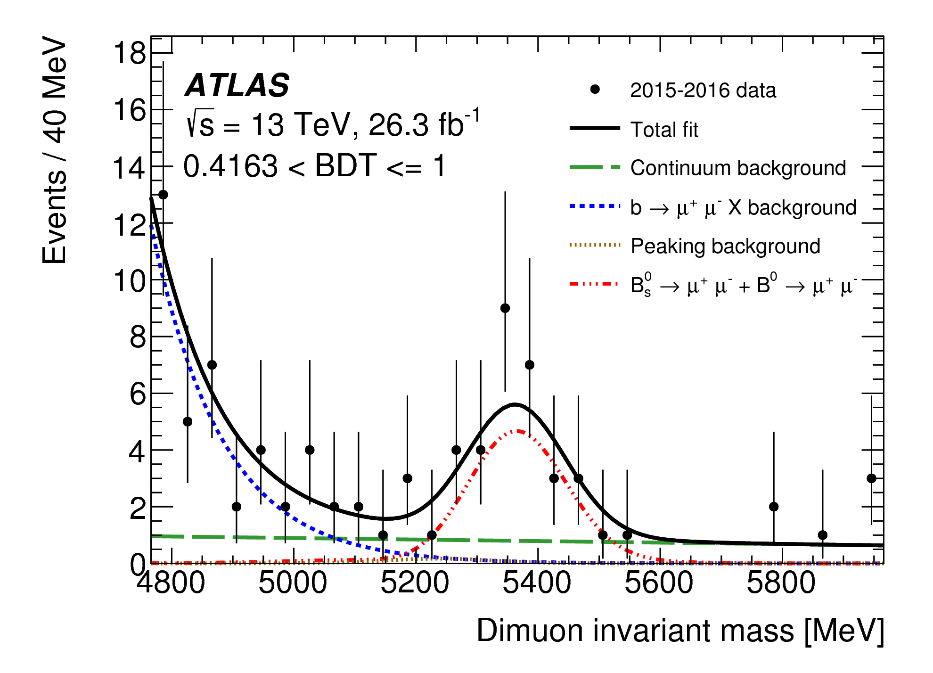 Events / 40 MeV
18
16
14
12
10
8
6
4
2
0
ATLAS
√s = 13 TeV, 26.3 fb⁻¹
0.4163 < BDT <= 1
2015-2016 data
Total fit
Continuum background
b → μ⁺ μ⁻ X background
Peaking background
B⁰ₛ → μ⁺ μ⁻ + B⁰ → μ⁺ μ⁻
4800 5000 5200 5400 5600 5800
Dimuon invariant mass [MeV]